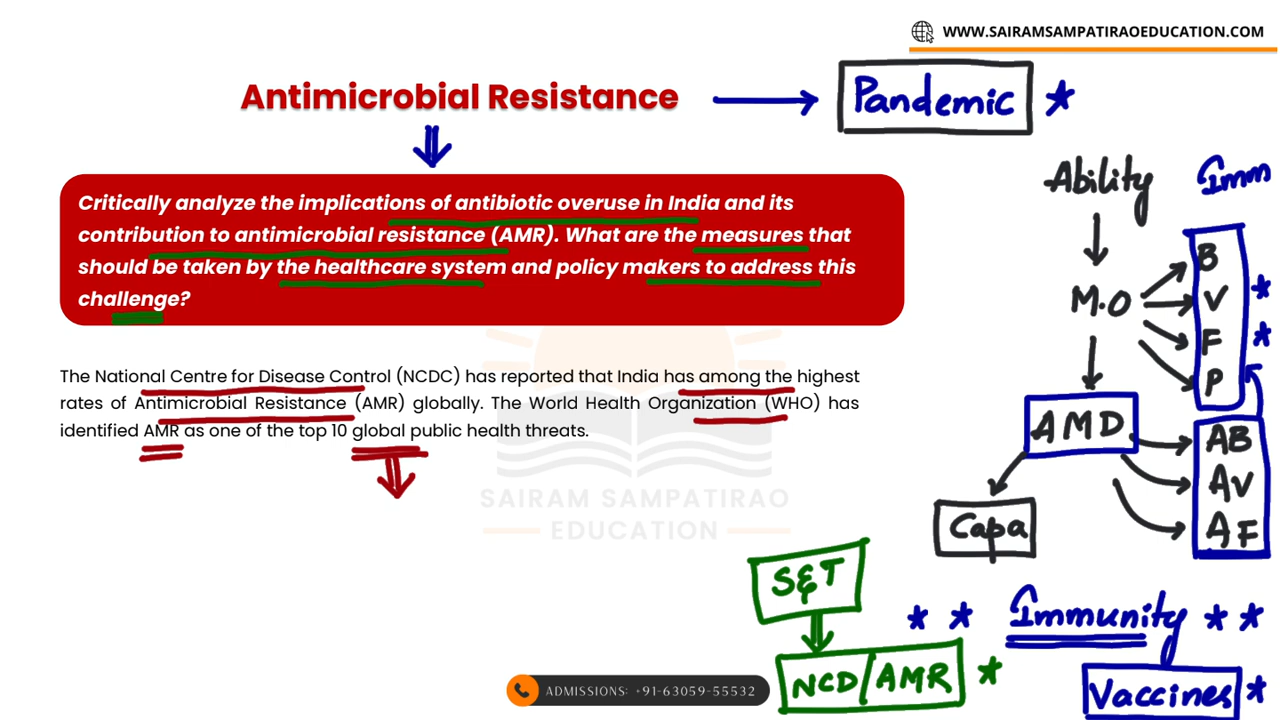 WWW.SAIRAMSAMPATIRAOEDUCATION.COM
Antimicrobial Resistance
Pandemic *
Critically analyze the implications of antibiotic overuse in India and its
contribution to antimicrobial resistance (AMR). What are the measures that
should be taken by the healthcare system and policy makers to address this
challenge?
The National Centre for Disease Control (NCDC) has reported that India has among the highest
rates of Antimicrobial Resistance (AMR) globally. The World Health Organization (WHO) has
identified AMR as one of the top 10 global public health threats.
Ability
Imm
M.O
B
V *
F *
P
AMD
AB
AV
AF
Capa
SAIRAM SAMPATIRAO
EDUCATION
S&T
NCD/AMR *
* * Immunity * *
Vaccines *
ADMISSIONS: +91-63059-55532